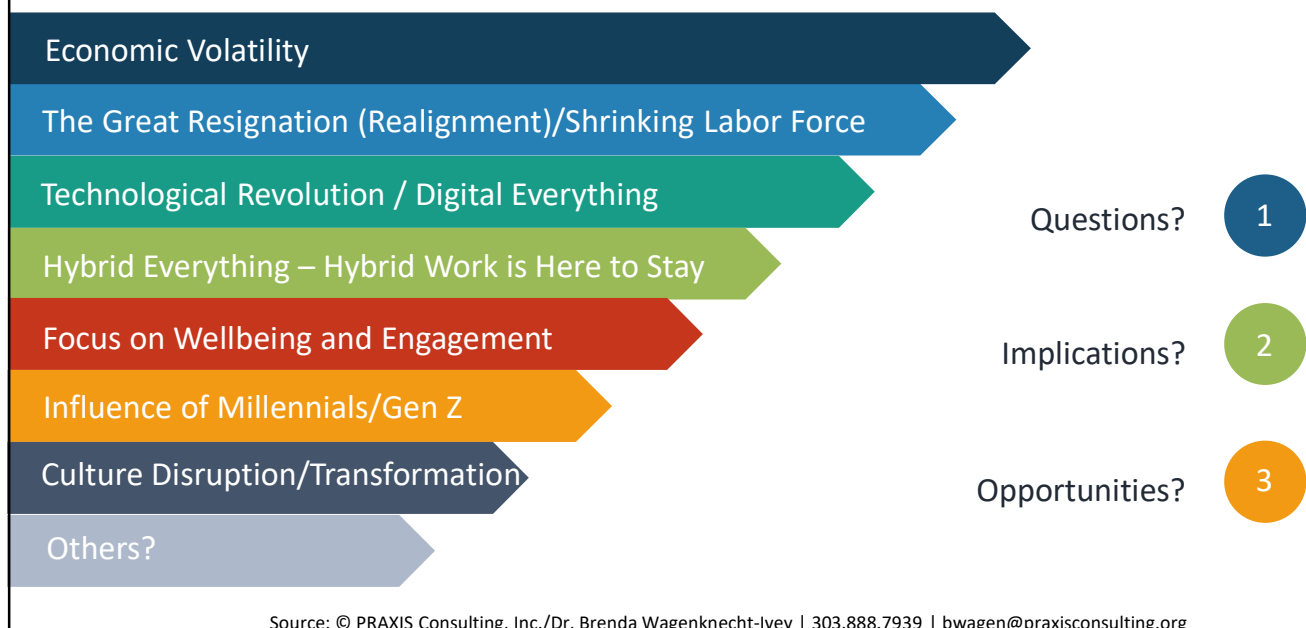 Economic Volatility
The Great Resignation (Realignment)/Shrinking Labor Force
Technological Revolution / Digital Everything
Hybrid Everything – Hybrid Work is Here to Stay
Focus on Wellbeing and Engagement
Influence of Millennials/Gen Z
Culture Disruption/Transformation
Others?
Questions? 1
Implications? 2
Opportunities? 3
Source: © PRAXIS Consulting, Inc./Dr. Brenda Wagenknecht-Ivey | 303.888.7939 | bwagen@praxisconsulting.org